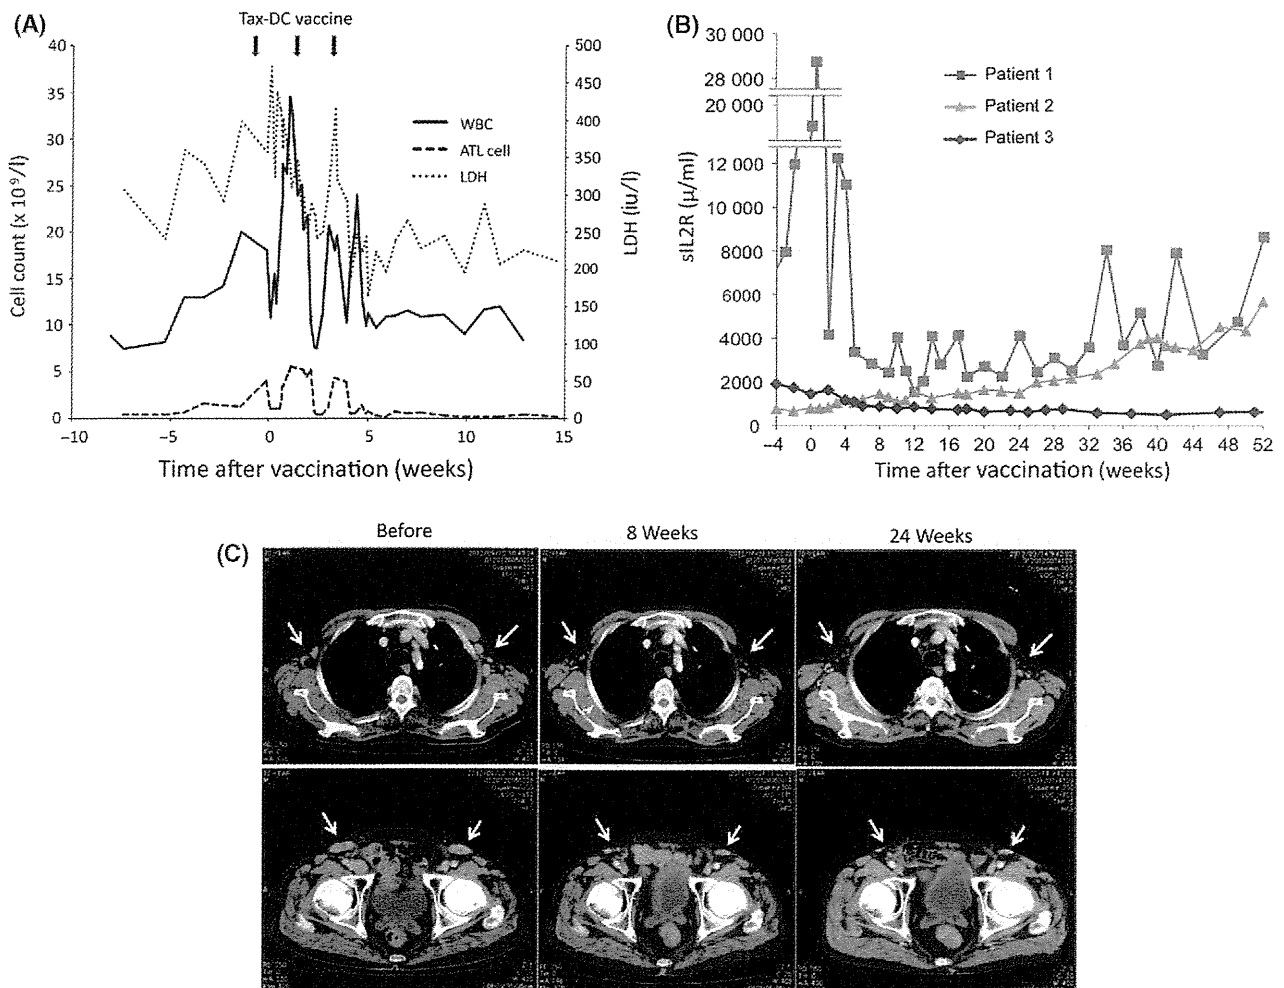 (A)
Tax-DC vaccine
40
35
30
25
20
15
10
5
0
Cell count (x 10⁹/l)
500
450
400
350
300
250
200
150
100
50
0
LDH (iu/l)
WBC
ATL cell
LDH
−10
−5
0
5
10
15
Time after vaccination (weeks)
(B)
30 000
28 000
20 000
12 000
10 000
8000
6000
4000
2000
0
sIL2R (μ/ml)
Patient 1
Patient 2
Patient 3
−4
0
4
8
12
16
20
24
28
32
36
40
44
48
52
Time after vaccination (weeks)
(C)
Before
8 Weeks
24 Weeks